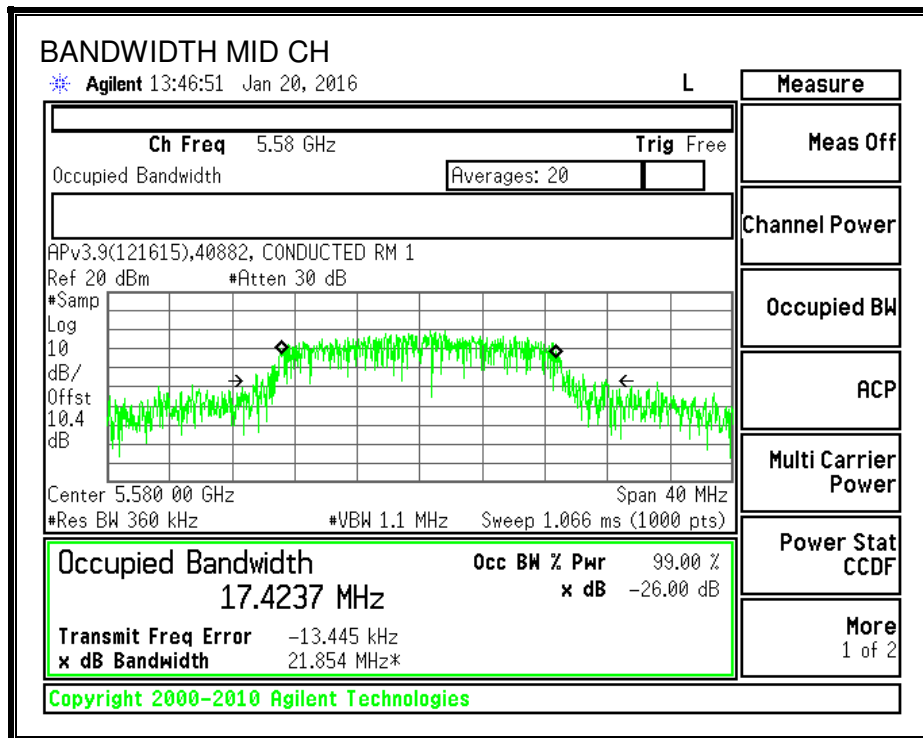 BANDWIDTH MID CH
Agilent 13:46:51 Jan 20, 2016 L
Measure
Ch Freq 5.58 GHz Trig Free
Occupied Bandwidth Averages: 20
APv3.9(121615),40882, CONDUCTED RM 1
Ref 20 dBm #Atten 30 dB
#Samp
Log
10
dB/
Offst
10.4
dB
Center 5.580 00 GHz Span 40 MHz
#Res BW 360 kHz #VBW 1.1 MHz Sweep 1.066 ms (1000 pts)
Occupied Bandwidth Occ BW % Pwr 99.00 %
17.4237 MHz x dB -26.00 dB
Transmit Freq Error -13.445 kHz
x dB Bandwidth 21.854 MHz*
Meas Off
Channel Power
Occupied BW
ACP
Multi Carrier
Power
Power Stat
CCDF
More
1 of 2
Copyright 2000-2010 Agilent Technologies